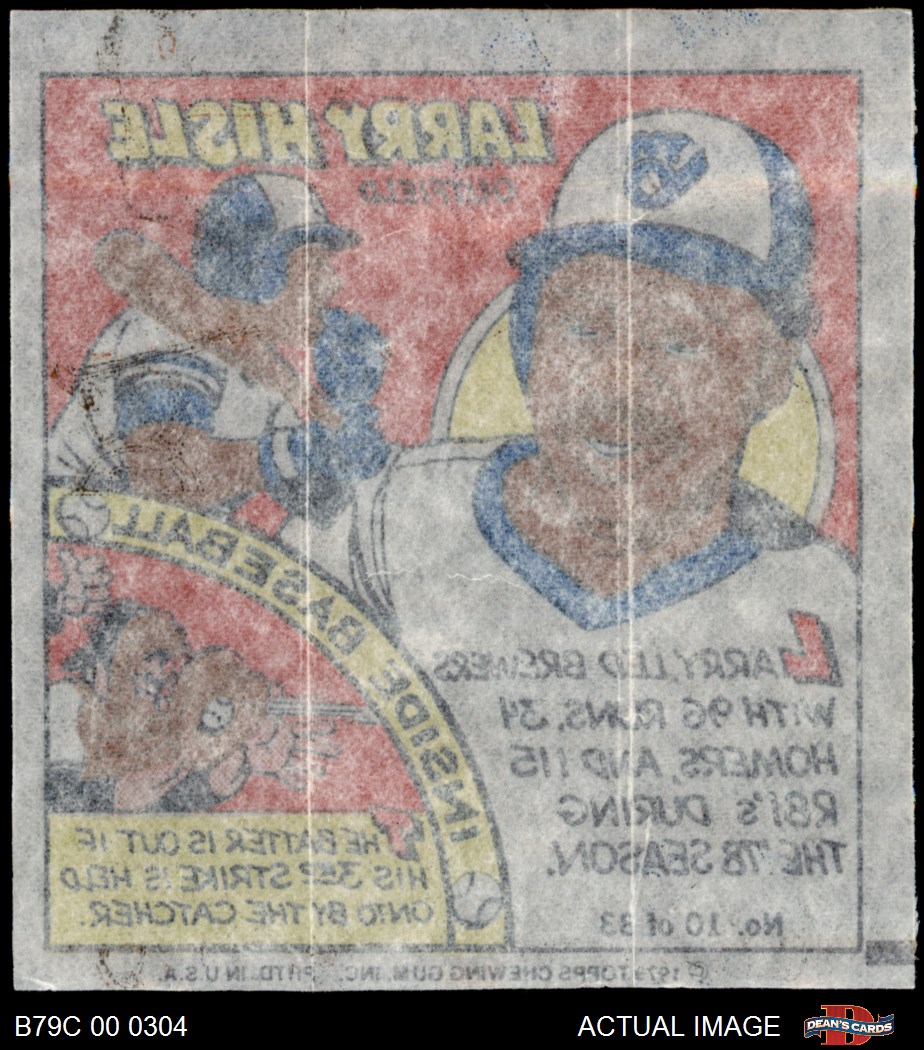 LARRY HISLE
OUTFIELD
INSIDE BASEBALL
LARRY LED BREWERS
WITH 96 RUNS, 34
HOMERS, AND 115
RBI'S DURING
THE '78 SEASON.
No. 10 of 33
THE BATTER IS OUT IF
HIS 3RD STRIKE IS HELD
ONTO BY THE CATCHER.
© 1979 TOPPS CHEWING GUM, INC. PRTD. IN U.S.A.
B79C 00 0304
ACTUAL IMAGE
DEAN'S CARDS